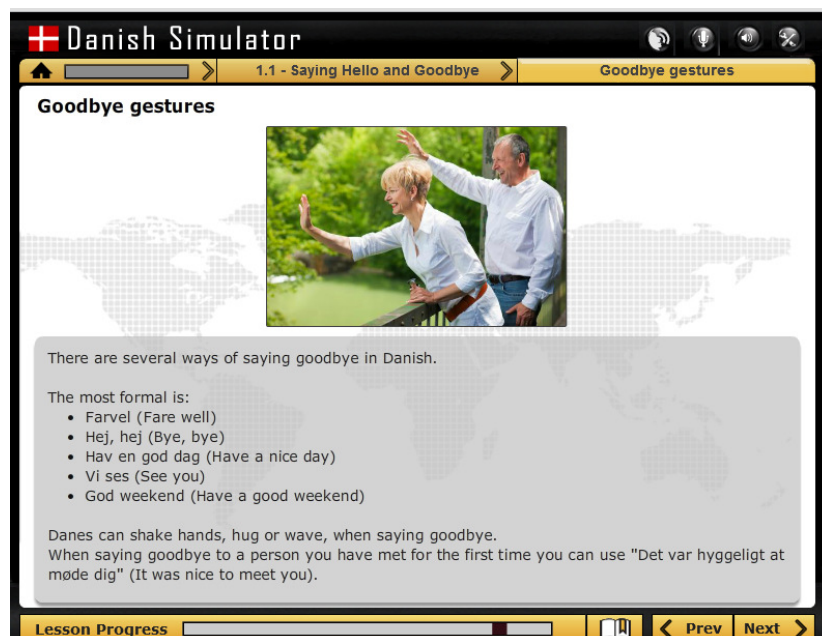 Danish Simulator
1.1 - Saying Hello and Goodbye
Goodbye gestures
Goodbye gestures
There are several ways of saying goodbye in Danish.
The most formal is:
• Farvel (Fare well)
• Hej, hej (Bye, bye)
• Hav en god dag (Have a nice day)
• Vi ses (See you)
• God weekend (Have a good weekend)
Danes can shake hands, hug or wave, when saying goodbye.
When saying goodbye to a person you have met for the first time you can use "Det var hyggeligt at
møde dig" (It was nice to meet you).
Lesson Progress
Prev
Next